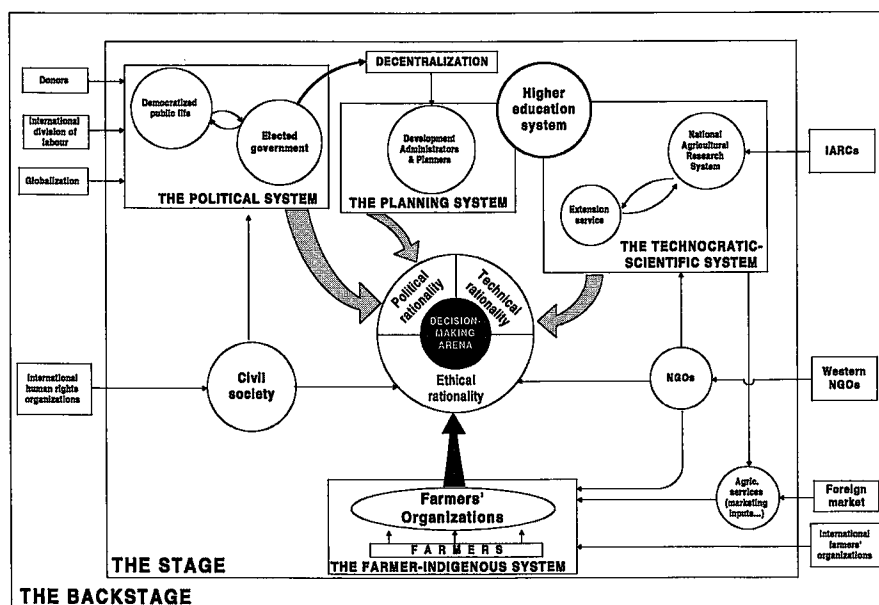 Donors
International
division of
labour
Globalization
Democratized
public life
Elected
government
THE POLITICAL SYSTEM
DECENTRALIZATION
Development
Administrators
& Planners
THE PLANNING SYSTEM
Higher
education
system
National
Agricultural
Research
System
Extension
service
THE TECHNOCRATIC-
SCIENTIFIC SYSTEM
IARCs
Political
rationality
Technical
rationality
DECISION-
MAKING
ARENA
Ethical
rationality
International
human rights
organizations
Civil
society
NGOs
Western
NGOs
Farmers'
Organizations
FARMERS
THE FARMER-INDIGENOUS SYSTEM
Agric.
services
(marketing
inputs...)
Foreign
market
International
farmers'
organizations
THE STAGE
THE BACKSTAGE